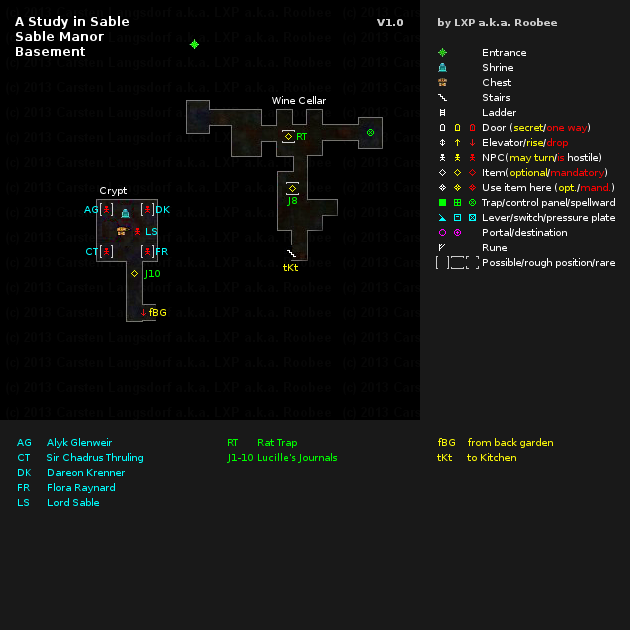 A Study in Sable
Sable Manor
Basement
V1.0
by LXP a.k.a. Roobee
Entrance
Shrine
Chest
Stairs
Ladder
Door (secret/one way)
Elevator/rise/drop
NPC(may turn/is hostile)
Item(optional/mandatory)
Use item here (opt./mand.)
Trap/control panel/spellward
Lever/switch/pressure plate
Portal/destination
Rune
Possible/rough position/rare
Wine Cellar
RT
J8
tKt
Crypt
AG
DK
LS
CT
FR
J10
fBG
AG Alyk Glenweir
CT Sir Chadrus Thruling
DK Dareon Krenner
FR Flora Raynard
LS Lord Sable
RT Rat Trap
J1-10 Lucille's Journals
fBG from back garden
tKt to Kitchen